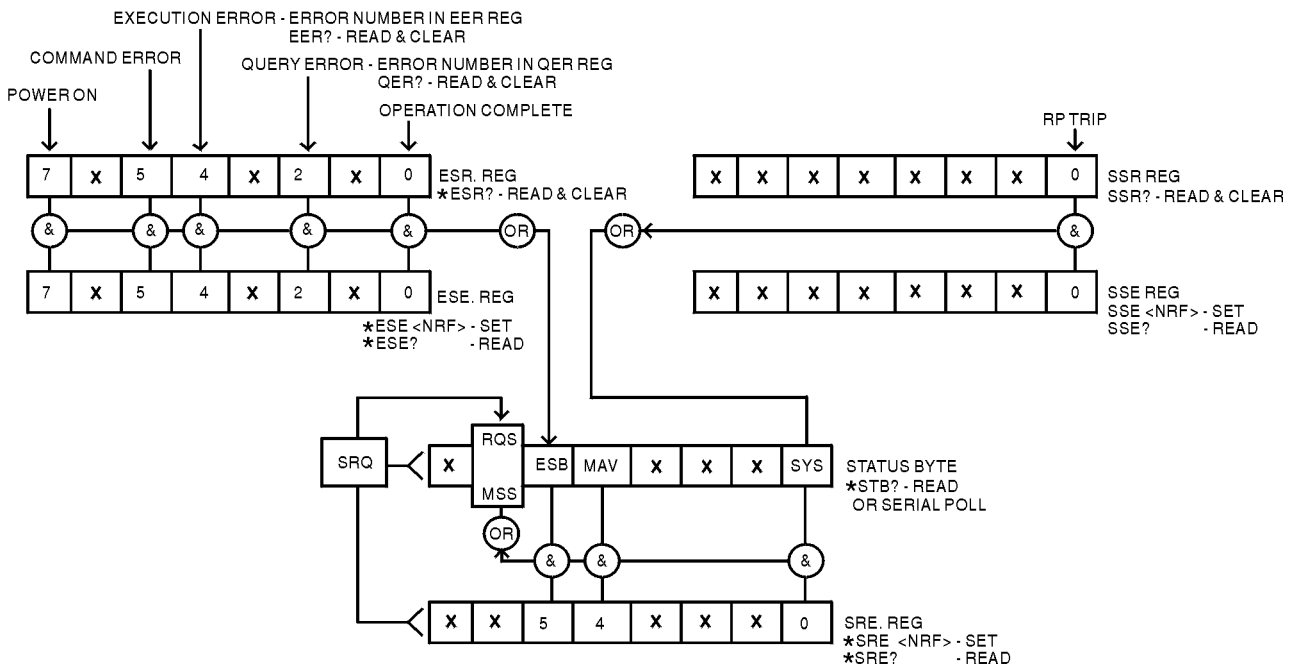 EXECUTION ERROR - ERROR NUMBER IN EER REG
EER? - READ & CLEAR
COMMAND ERROR
QUERY ERROR - ERROR NUMBER IN QER REG
QER? - READ & CLEAR
POWER ON
OPERATION COMPLETE
RP TRIP
7 X 5 4 X 2 X 0
ESR. REG
*ESR? - READ & CLEAR
X X X X X X X 0
SSR REG
SSR? - READ & CLEAR
& & & & & OR
OR &
7 X 5 4 X 2 X 0
ESE. REG
*ESE <NRF> - SET
*ESE? - READ
X X X X X X X 0
SSE REG
SSE <NRF> - SET
SSE? - READ
SRQ
X RQS MSS ESB MAV X X X SYS
STATUS BYTE
*STB? - READ
OR SERIAL POLL
OR
& & &
X X 5 4 X X X 0
SRE. REG
*SRE <NRF> - SET
*SRE? - READ